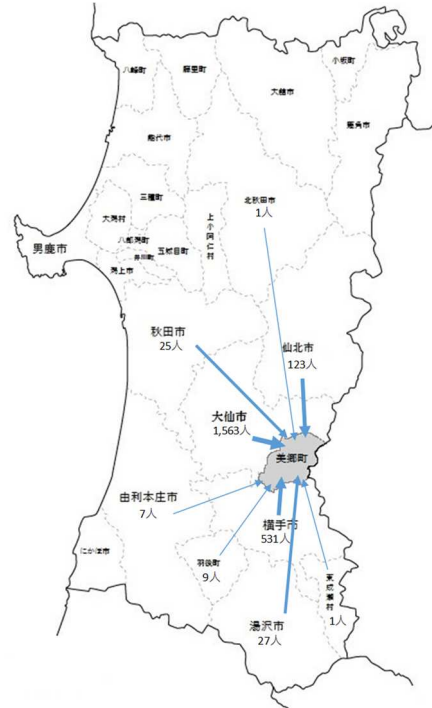 八峰町
藤里町
小坂町
大館市
鹿角市
能代市
三種町
北秋田市
1人
大潟村
上小阿仁村
八郎潟町
男鹿市
五城目町
井川町
潟上市
秋田市
25人
仙北市
123人
大仙市
1,563人
美郷町
由利本庄市
7人
横手市
531人
にかほ市
羽後町
9人
東成瀬村
1人
湯沢市
27人